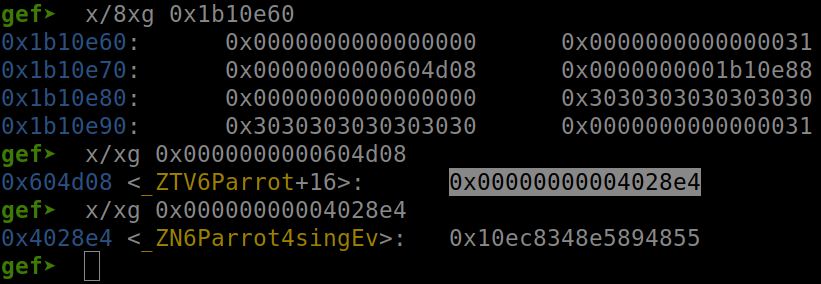 gef➤  x/8xg 0x1b10e60
0x1b10e60:      0x0000000000000000      0x0000000000000031
0x1b10e70:      0x0000000000604d08      0x0000000001b10e88
0x1b10e80:      0x0000000000000000      0x3030303030303030
0x1b10e90:      0x3030303030303030      0x0000000000000031
gef➤  x/xg 0x0000000000604d08
0x604d08 <_ZTV6Parrot+16>:      0x00000000004028e4
gef➤  x/xg 0x00000000004028e4
0x4028e4 <_ZN6Parrot4singEv>:   0x10ec8348e5894855
gef➤